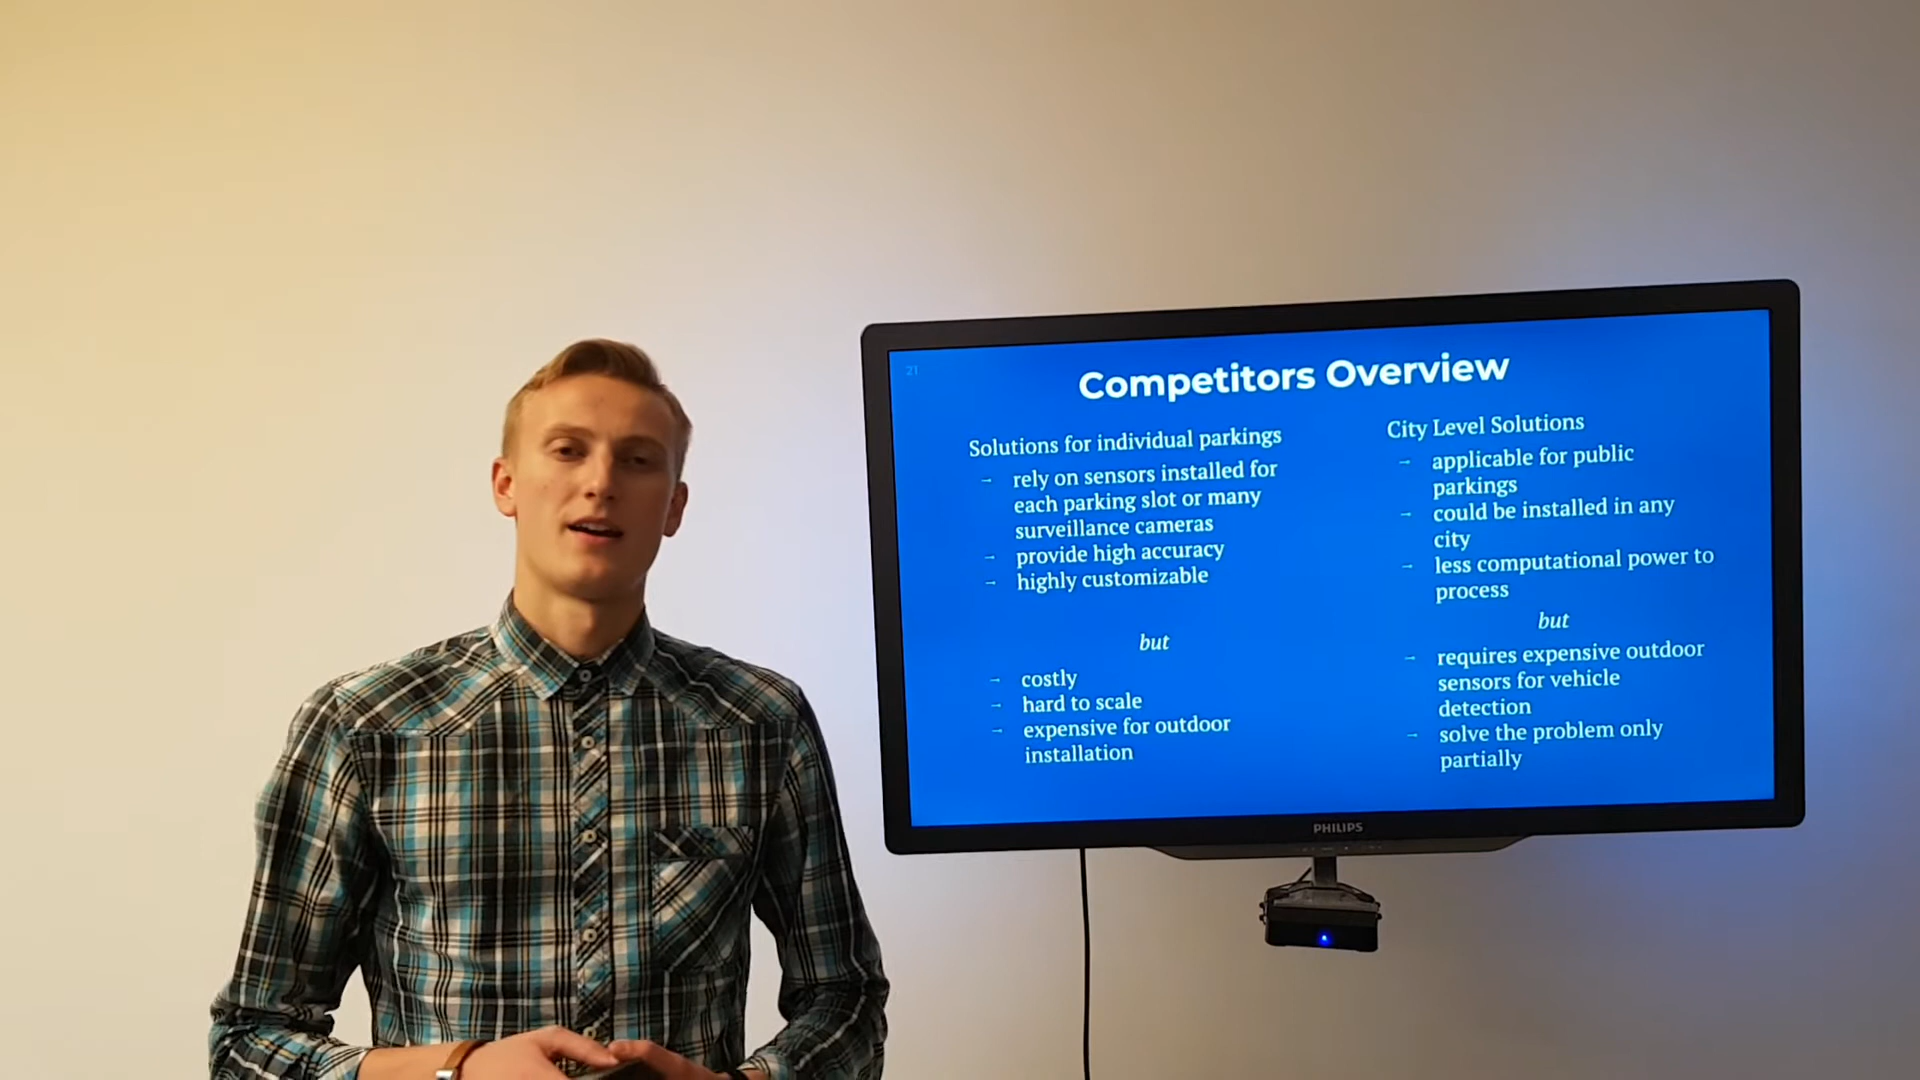 21
Competitors Overview
Solutions for individual parkings
→ rely on sensors installed for
each parking slot or many
surveillance cameras
→ provide high accuracy
→ highly customizable
but
→ costly
→ hard to scale
→ expensive for outdoor
installation
City Level Solutions
→ applicable for public
parkings
→ could be installed in any
city
→ less computational power to
process
but
→ requires expensive outdoor
sensors for vehicle
detection
→ solve the problem only
partially
PHILIPS